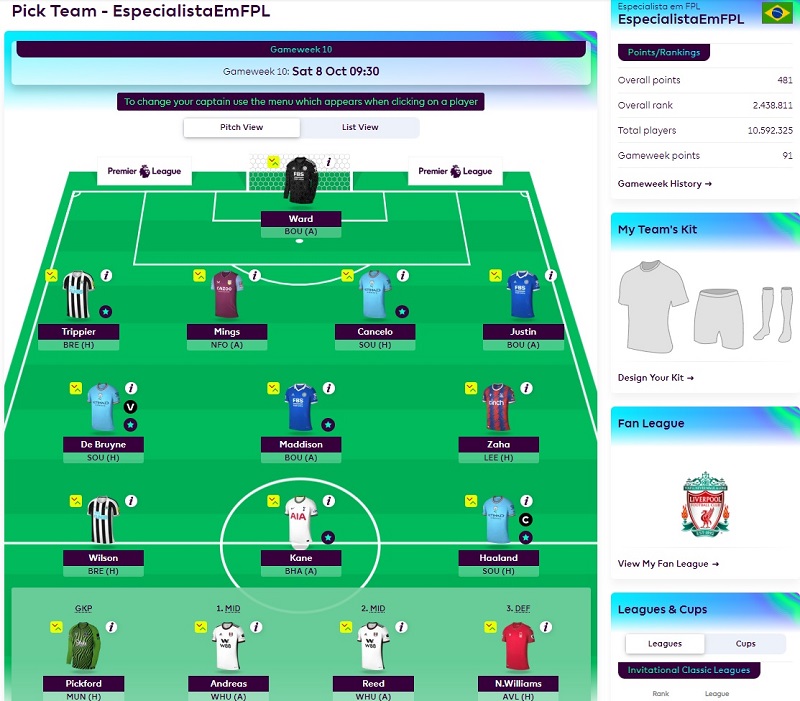 Pick Team - EspecialistaEmFPL
Gameweek 10
Gameweek 10: Sat 8 Oct 09:30
To change your captain use the menu which appears when clicking on a player
Pitch View
List View
Premier League
Premier League
Ward
BOU (A)
Trippier
BRE (H)
Mings
NFO (A)
Cancelo
SOU (H)
Justin
BOU (A)
V
De Bruyne
SOU (H)
Maddison
BOU (A)
Zaha
LEE (H)
Wilson
BRE (H)
AIA
Kane
BHA (A)
C
Haaland
SOU (H)
GKP
1. MID
2. MID
3. DEF
Pickford
MUN (H)
Andreas
WHU (A)
Reed
WHU (A)
N.Williams
AVL (H)
Especialista em FPL
EspecialistaEmFPL
Points/Rankings
Overall points 481
Overall rank 2.438.811
Total players 10.592.325
Gameweek points 91
Gameweek History →
My Team's Kit
Design Your Kit →
Fan League
LIVERPOOL
View My Fan League →
Leagues & Cups
Leagues
Cups
Invitational Classic Leagues
Rank League